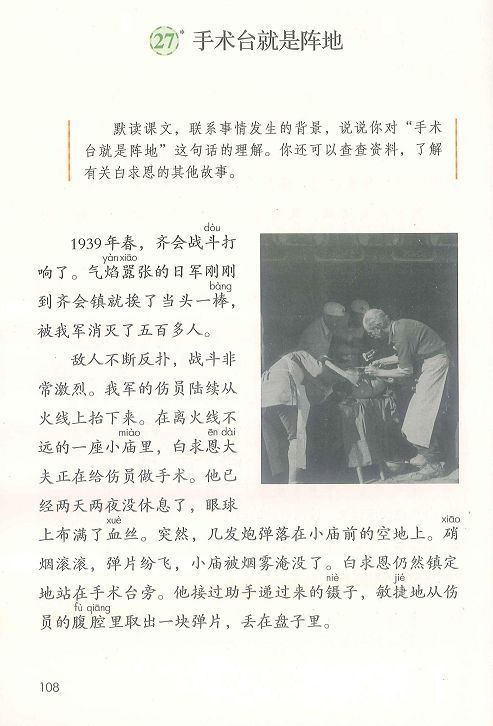 27* 手术台就是阵地
默读课文，联系事情发生的背景，说说你对“手术
台就是阵地”这句话的理解。你还可以查查资料，了解
有关白求恩的其他故事。
dòu
1939年春，齐会战斗打
yàn xiāo
响了。气焰嚣张的日军刚刚
bàng
到齐会镇就挨了当头一棒，
被我军消灭了五百多人。
敌人不断反扑，战斗非
常激烈。我军的伤员陆续从
火线上抬下来。在离火线不
miào ēn dài
远的一座小庙里，白求恩大
夫正在给伤员做手术。他已
经两天两夜没休息了，眼球
xuè xiāo
上布满了血丝。突然，几发炮弹落在小庙前的空地上。硝
烟滚滚，弹片纷飞，小庙被烟雾淹没了。白求恩仍然镇定
niè jié
地站在手术台旁。他接过助手递过来的镊子，敏捷地从伤
fù qiāng
员的腹腔里取出一块弹片，丢在盘子里。
108